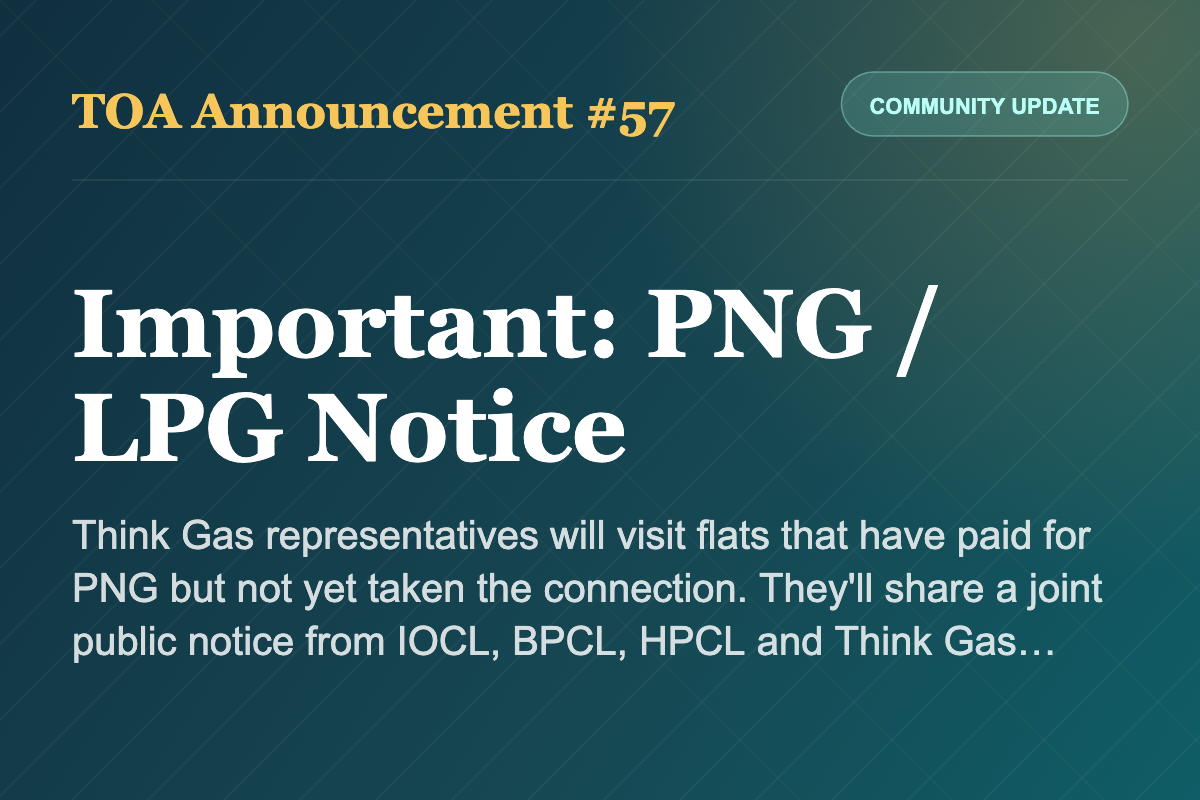 TOA Announcement #57
COMMUNITY UPDATE
Important: PNG /
LPG Notice
Think Gas representatives will visit flats that have paid for
PNG but not yet taken the connection. They'll share a joint
public notice from IOCL, BPCL, HPCL and Think Gas…